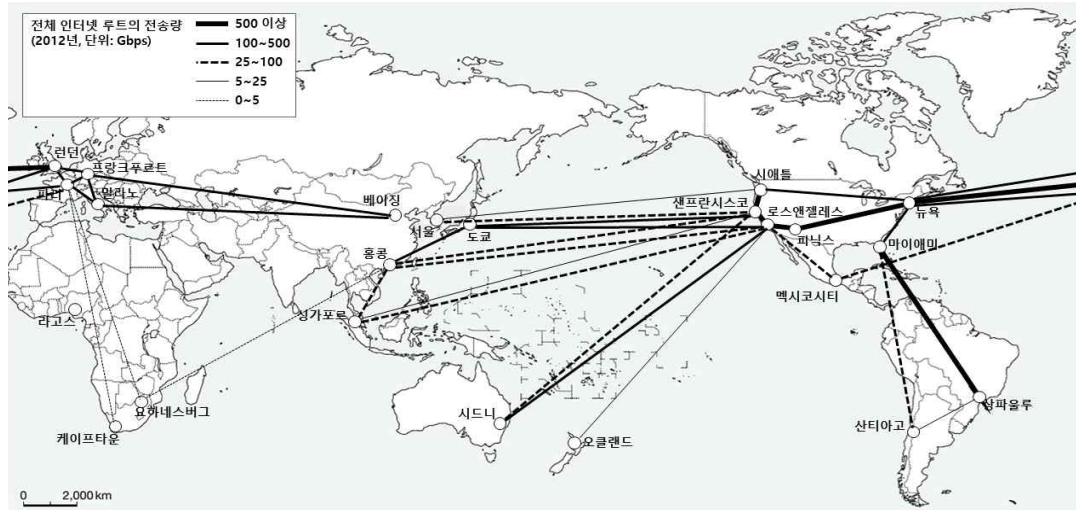 전체 인터넷 루트의 전송량
(2012년, 단위: Gbps)
500 이상
100~500
25~100
5~25
0~5
런던
프랑크푸르트
파리
밀라노
베이징
서울
도쿄
홍콩
싱가포르
라고스
요하네스버그
케이프타운
시드니
오클랜드
시애틀
샌프란시스코
로스앤젤레스
피닉스
뉴욕
마이애미
멕시코시티
상파울루
산티아고
0 2,000km